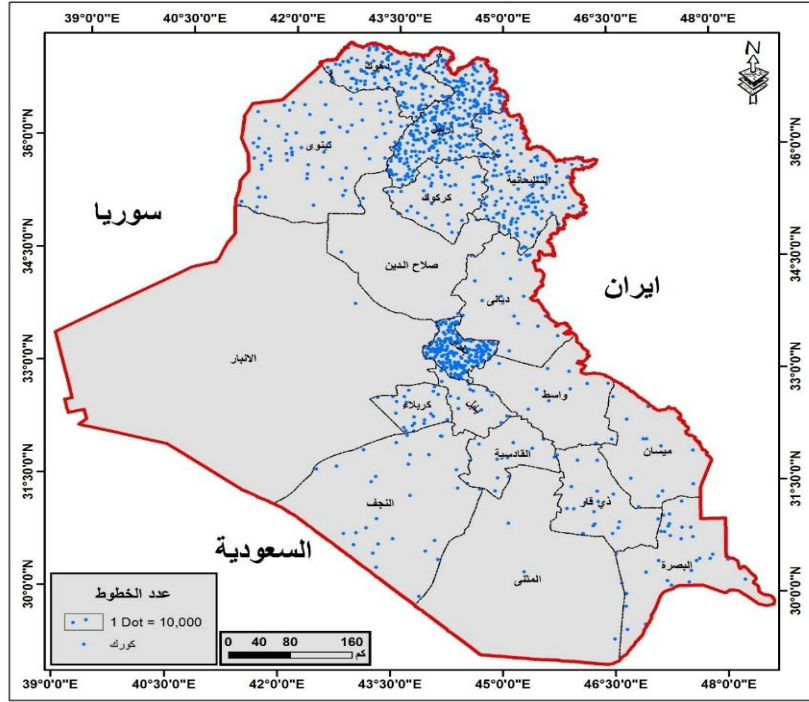 39°0'0"E 40°30'0"E 42°0'0"E 43°30'0"E 45°0'0"E 46°30'0"E 48°0'0"E
N
دهوك
اربيل
نينوى
36°0'0"N
36°0'0"N
السليمانية
كركوك
سوريا
34°30'0"N
34°30'0"N
صلاح الدين
ايران
ديالى
33°0'0"N
33°0'0"N
الانبار
واسط
كربلاء
بابل
ميسان
القادسية
31°30'0"N
31°30'0"N
النجف
ذي قار
السعودية
البصرة
المثنى
30°0'0"N
30°0'0"N
عدد الخطوط
1 Dot = 10,000
كورك
0 40 80 160
كم
39°0'0"E 40°30'0"E 42°0'0"E 43°30'0"E 45°0'0"E 46°30'0"E 48°0'0"E